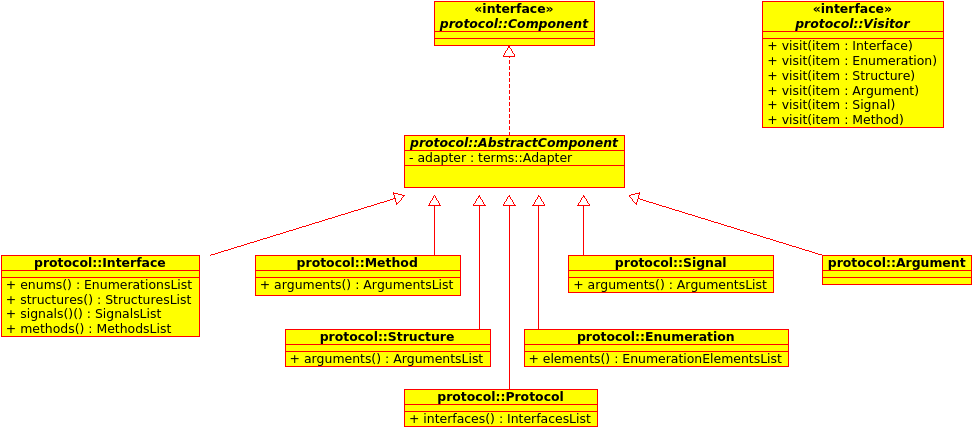 «interface»
protocol::Component
«interface»
protocol::Visitor
+ visit(item : Interface)
+ visit(item : Enumeration)
+ visit(item : Structure)
+ visit(item : Argument)
+ visit(item : Signal)
+ visit(item : Method)
protocol::AbstractComponent
- adapter : terms::Adapter
protocol::Interface
+ enums() : EnumerationsList
+ structures() : StructuresList
+ signals()() : SignalsList
+ methods() : MethodsList
protocol::Method
+ arguments() : ArgumentsList
protocol::Signal
+ arguments() : ArgumentsList
protocol::Argument
protocol::Structure
+ arguments() : ArgumentsList
protocol::Enumeration
+ elements() : EnumerationElementsList
protocol::Protocol
+ interfaces() : InterfacesList